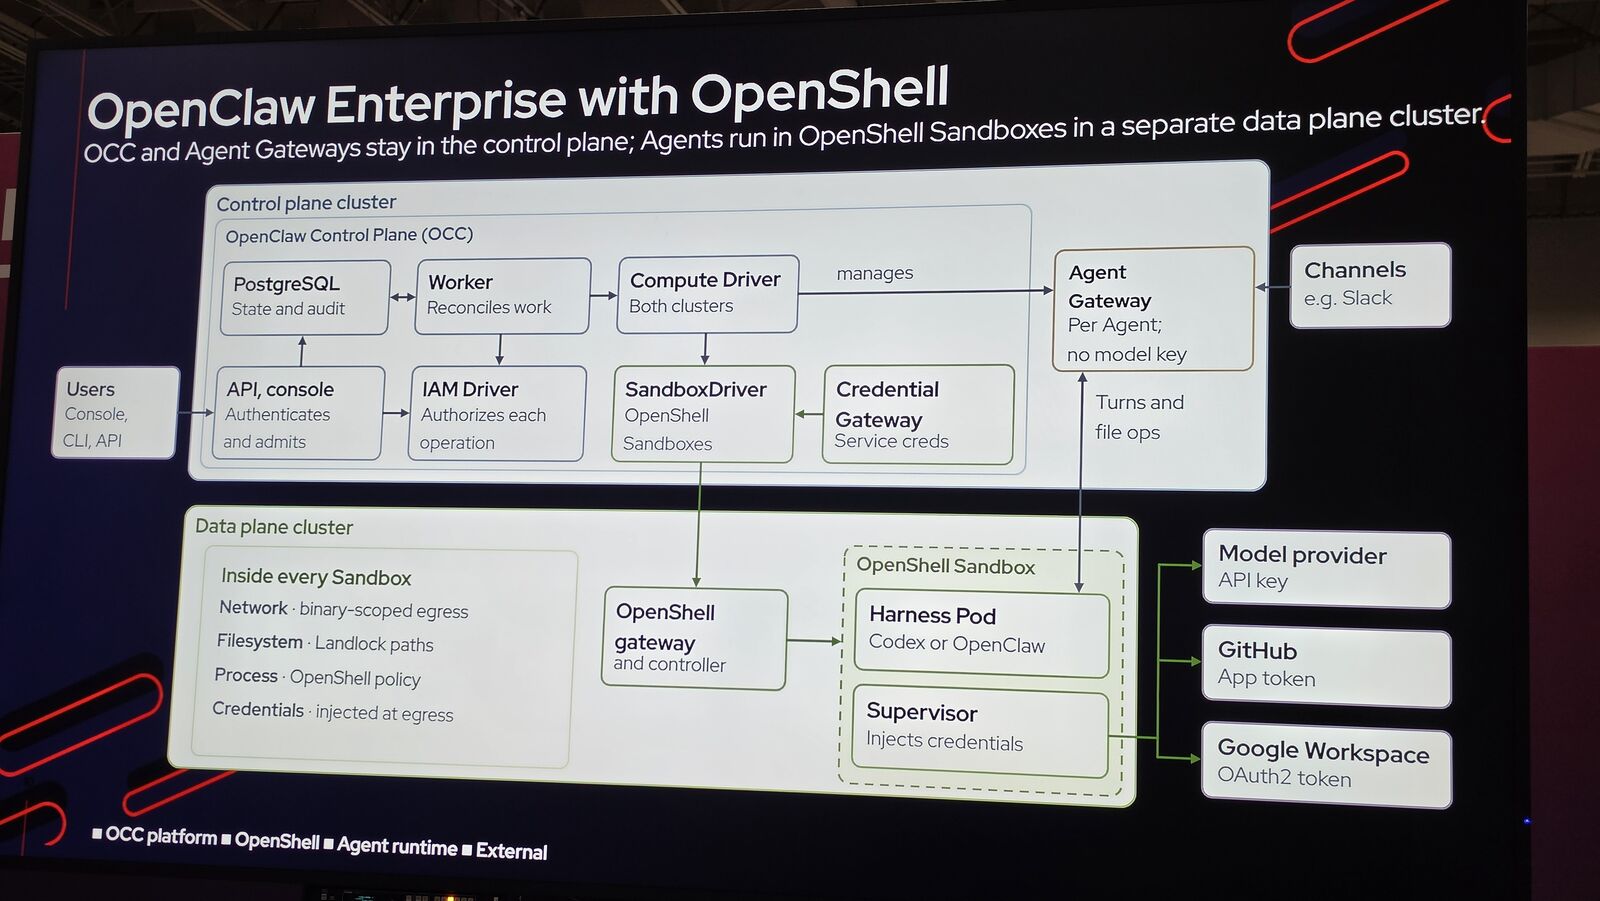 OpenClaw Enterprise with OpenShell
OCC and Agent Gateways stay in the control plane; Agents run in OpenShell Sandboxes in a separate data plane cluster.
Control plane cluster
OpenClaw Control Plane (OCC)
PostgreSQL
State and audit
Worker
Reconciles work
Compute Driver
Both clusters
manages
Agent
Gateway
Per Agent;
no model key
Channels
e.g. Slack
Users
Console,
CLI, API
API, console
Authenticates
and admits
IAM Driver
Authorizes each
operation
SandboxDriver
OpenShell
Sandboxes
Credential
Gateway
Service creds
Turns and
file ops
Data plane cluster
Inside every Sandbox
Network · binary-scoped egress
Filesystem · Landlock paths
Process · OpenShell policy
Credentials · injected at egress
OpenShell
gateway
and controller
OpenShell Sandbox
Harness Pod
Codex or OpenClaw
Supervisor
Injects credentials
Model provider
API key
GitHub
App token
Google Workspace
OAuth2 token
■ OCC platform ■ OpenShell ■ Agent runtime ■ External